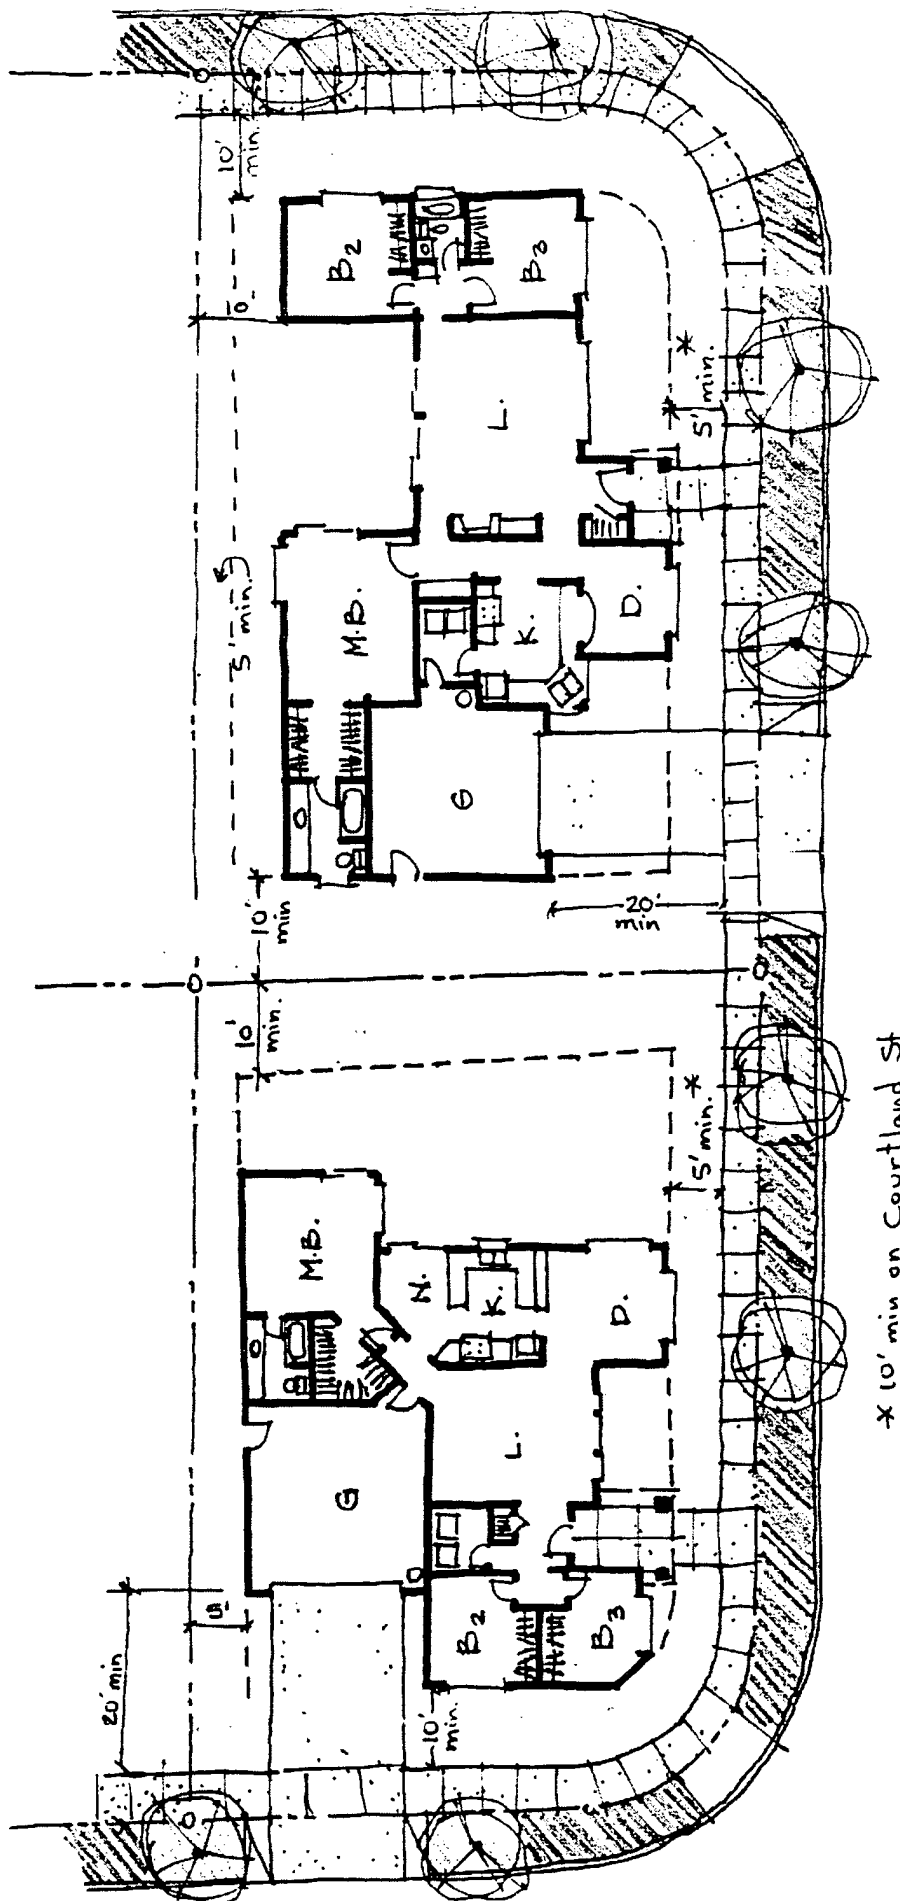 10'
min.
B2
B3
0'
L.
5' min. *
5' min.
M.B.
K.
D.
G
10'
min
20'
min
10'
min.
5' min. *
M.B.
N.
K.
D.
L.
G
5'
20' min
B2
B3
10'
min.
* 10' min on Courtland St